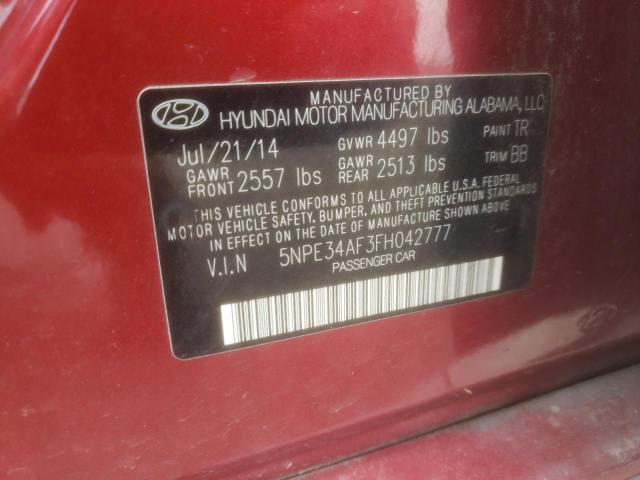 MANUFACTURED BY
HYUNDAI MOTOR MANUFACTURING ALABAMA, LLC
Jul/21/14 GVWR 4497 lbs PAINT TR
GAWR FRONT 2557 lbs GAWR REAR 2513 lbs TRIM BB
THIS VEHICLE CONFORMS TO ALL APPLICABLE U.S.A. FEDERAL
MOTOR VEHICLE SAFETY, BUMPER, AND THEFT PREVENTION STANDARDS
IN EFFECT ON THE DATE OF MANUFACTURE SHOWN ABOVE.
V.I.N 5NPE34AF3FH042777
PASSENGER CAR